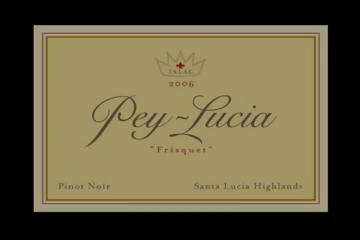 J.S.L.A.C.
2006
Pey~Lucia
"Frisquet"
Pinot Noir Santa Lucia Highlands